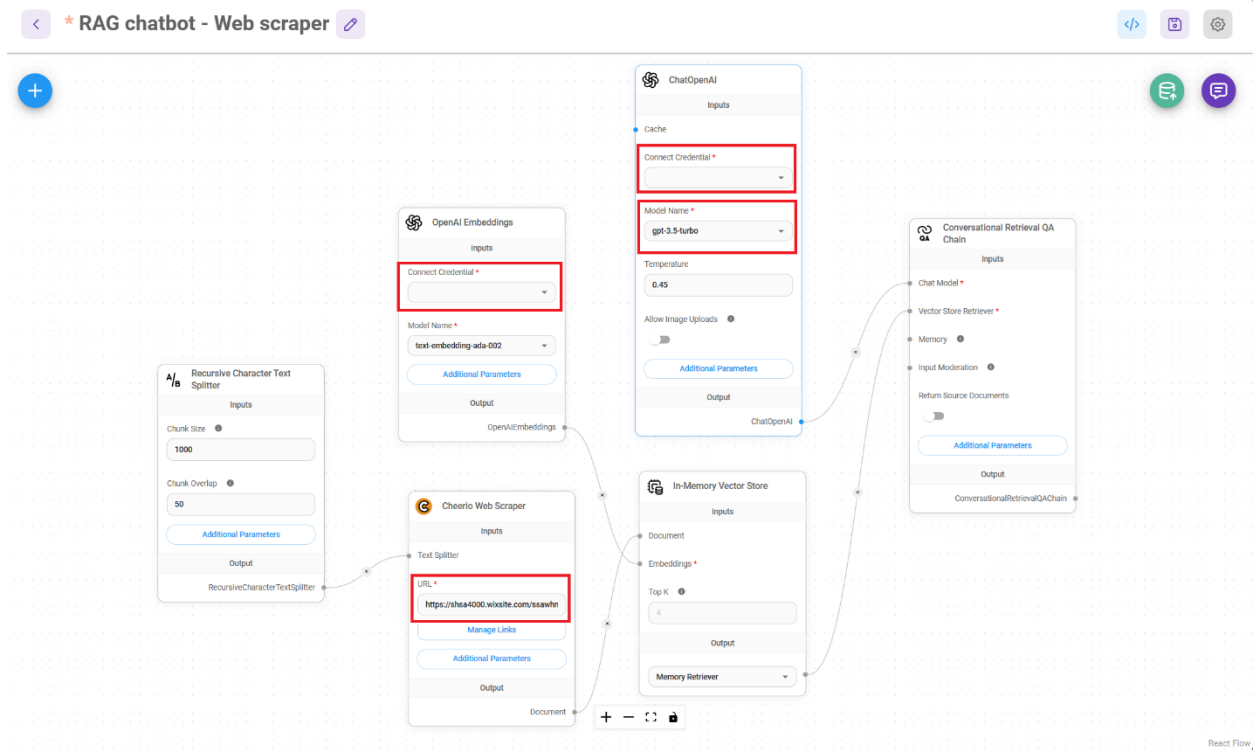 * RAG chatbot - Web scraper
ChatOpenAI
Inputs
Cache
Connect Credential *
Model Name *
gpt-3.5-turbo
Temperature
0.45
Allow Image Uploads
Additional Parameters
Output
ChatOpenAI
OpenAI Embeddings
Inputs
Connect Credential *
Model Name *
text-embedding-ada-002
Additional Parameters
Output
OpenAIEmbeddings
Conversational Retrieval QA
Chain
Inputs
Chat Model *
Vector Store Retriever *
Memory
Input Moderation
Return Source Documents
Additional Parameters
Output
ConversationalRetrievalQAChain
Recursive Character Text
Splitter
Inputs
Chunk Size
1000
Chunk Overlap
50
Additional Parameters
Output
RecursiveCharacterTextSplitter
Cheerio Web Scraper
Inputs
Text Splitter
URL *
https://shsa4000.wixsite.com/ssawhn
Manage Links
Additional Parameters
Output
Document
In-Memory Vector Store
Inputs
Document
Embeddings *
Top K
4
Output
Memory Retriever
React Flow